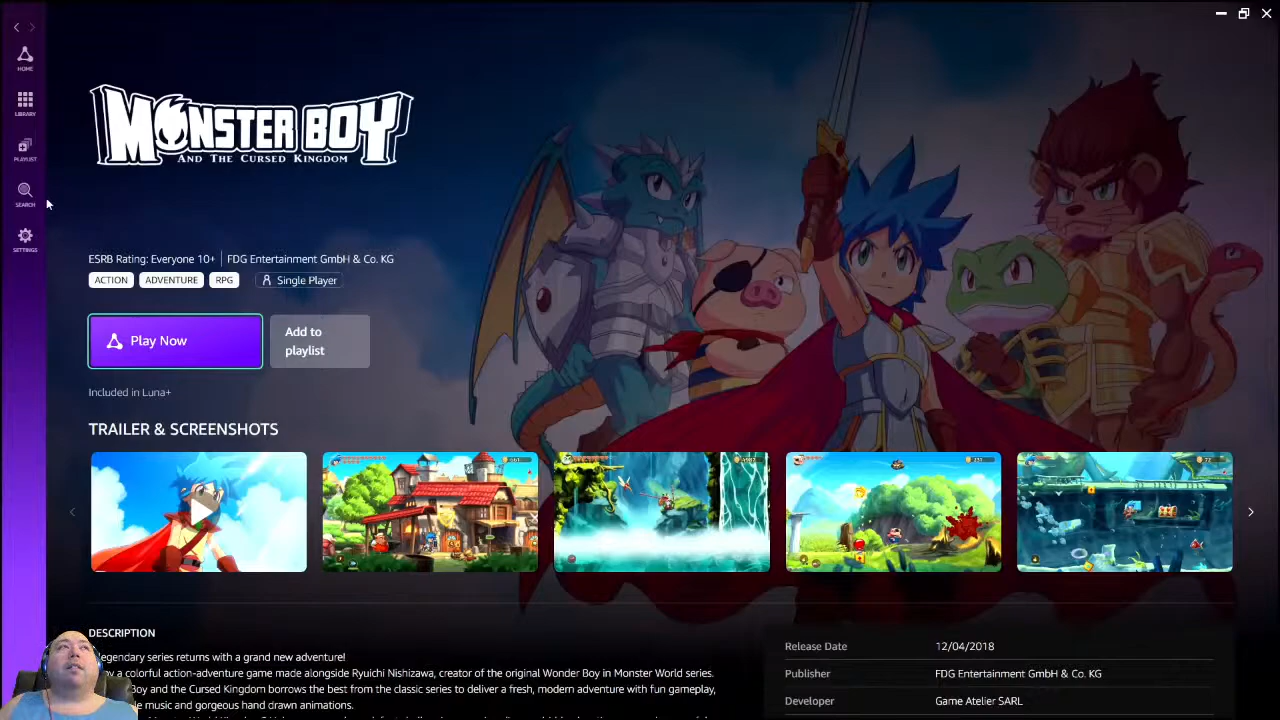 HOME
LIBRARY
PLAYLIST
SEARCH
SETTINGS
MONSTER BOY
AND THE CURSED KINGDOM
ESRB Rating: Everyone 10+ | FDG Entertainment GmbH & Co. KG
ACTION ADVENTURE RPG Single Player
Play Now
Add to
playlist
Included in Luna+
TRAILER & SCREENSHOTS
DESCRIPTION
legendary series returns with a grand new adventure!
a colorful action-adventure game made alongside Ryuichi Nishizawa, creator of the original Wonder Boy in Monster World series.
Boy and the Cursed Kingdom borrows the best from the classic series to deliver a fresh, modern adventure with fun gameplay,
music and gorgeous hand drawn animations.
Release Date 12/04/2018
Publisher FDG Entertainment GmbH & Co. KG
Developer Game Atelier SARL